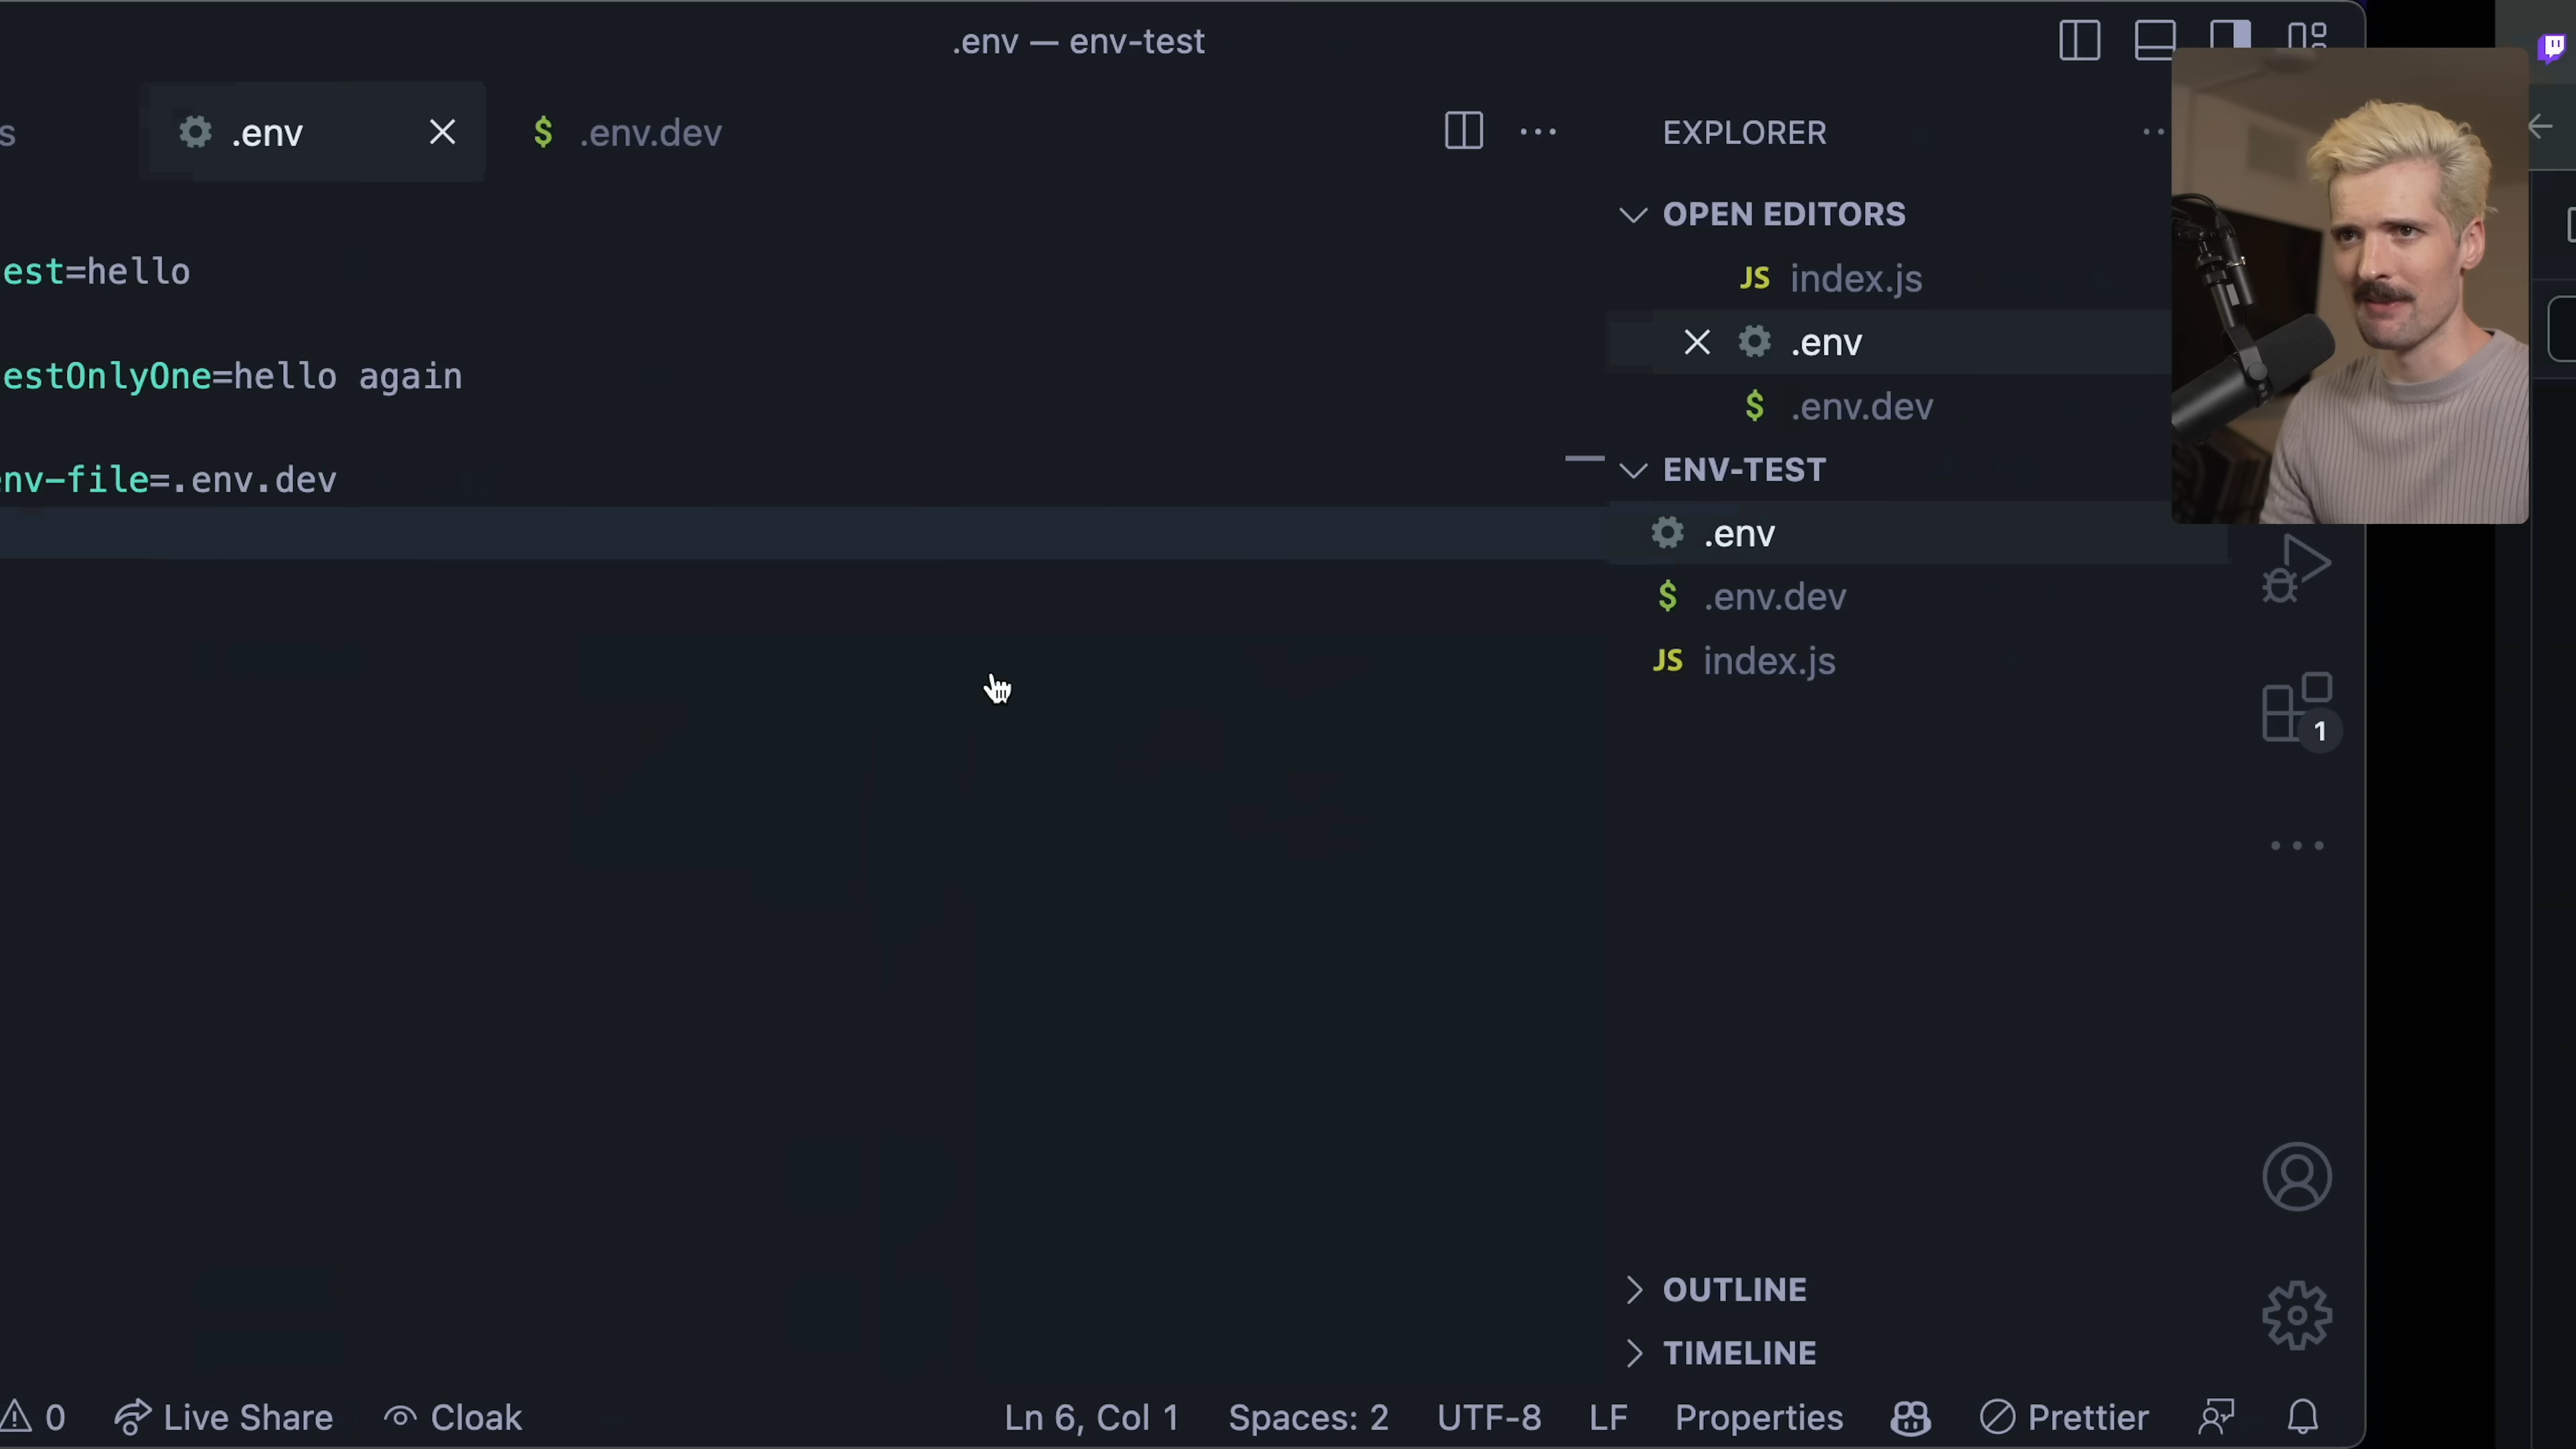 .env — env-test
s
.env
.env.dev
EXPLORER
OPEN EDITORS
JS index.js
.env
$ .env.dev
ENV-TEST
.env
$ .env.dev
JS index.js
est=hello
estOnlyOne=hello again
nv-file=.env.dev
1
OUTLINE
TIMELINE
0
Live Share
Cloak
Ln 6, Col 1
Spaces: 2
UTF-8
LF
Properties
Prettier